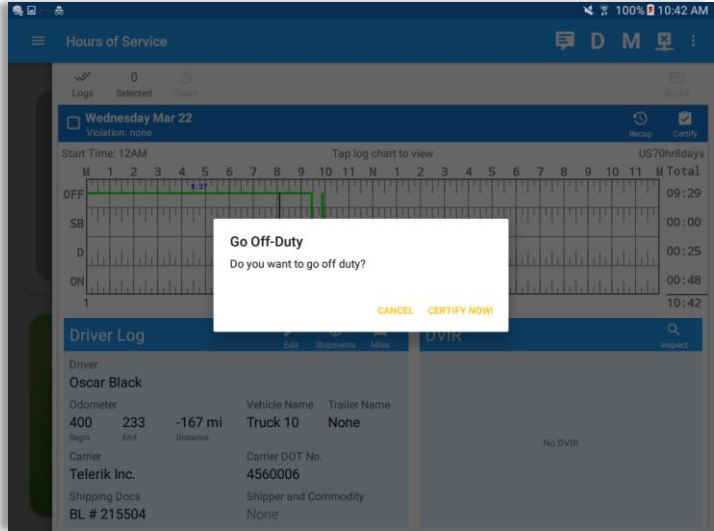 100% 10:42 AM
Hours of Service
D M
Logs
0
Selected
Reset
Email
Wednesday Mar 22
Violation: none
Recap
Certify
Start Time: 12AM
Tap log chart to view
US70hr8days
M 1 2 3 4 5 6 7 8 9 10 11 N 1 2 3 4 5 6 7 8 9 10 11 M Total
OFF 9:27 09:29
SB 00:00
D 00:25
ON 00:48
1 10:42
Go Off-Duty
Do you want to go off duty?
CANCEL CERTIFY NOW!
Driver Log
Edit Shipments Miles
DVIR
Inspect
Driver
Oscar Black
Odometer Vehicle Name Trailer Name
400 233 -167 mi Truck 10 None
Begin End Distance
No DVIR
Carrier Carrier DOT No.
Telerik Inc. 4560006
Shipping Docs Shipper and Commodity
BL # 215504 None